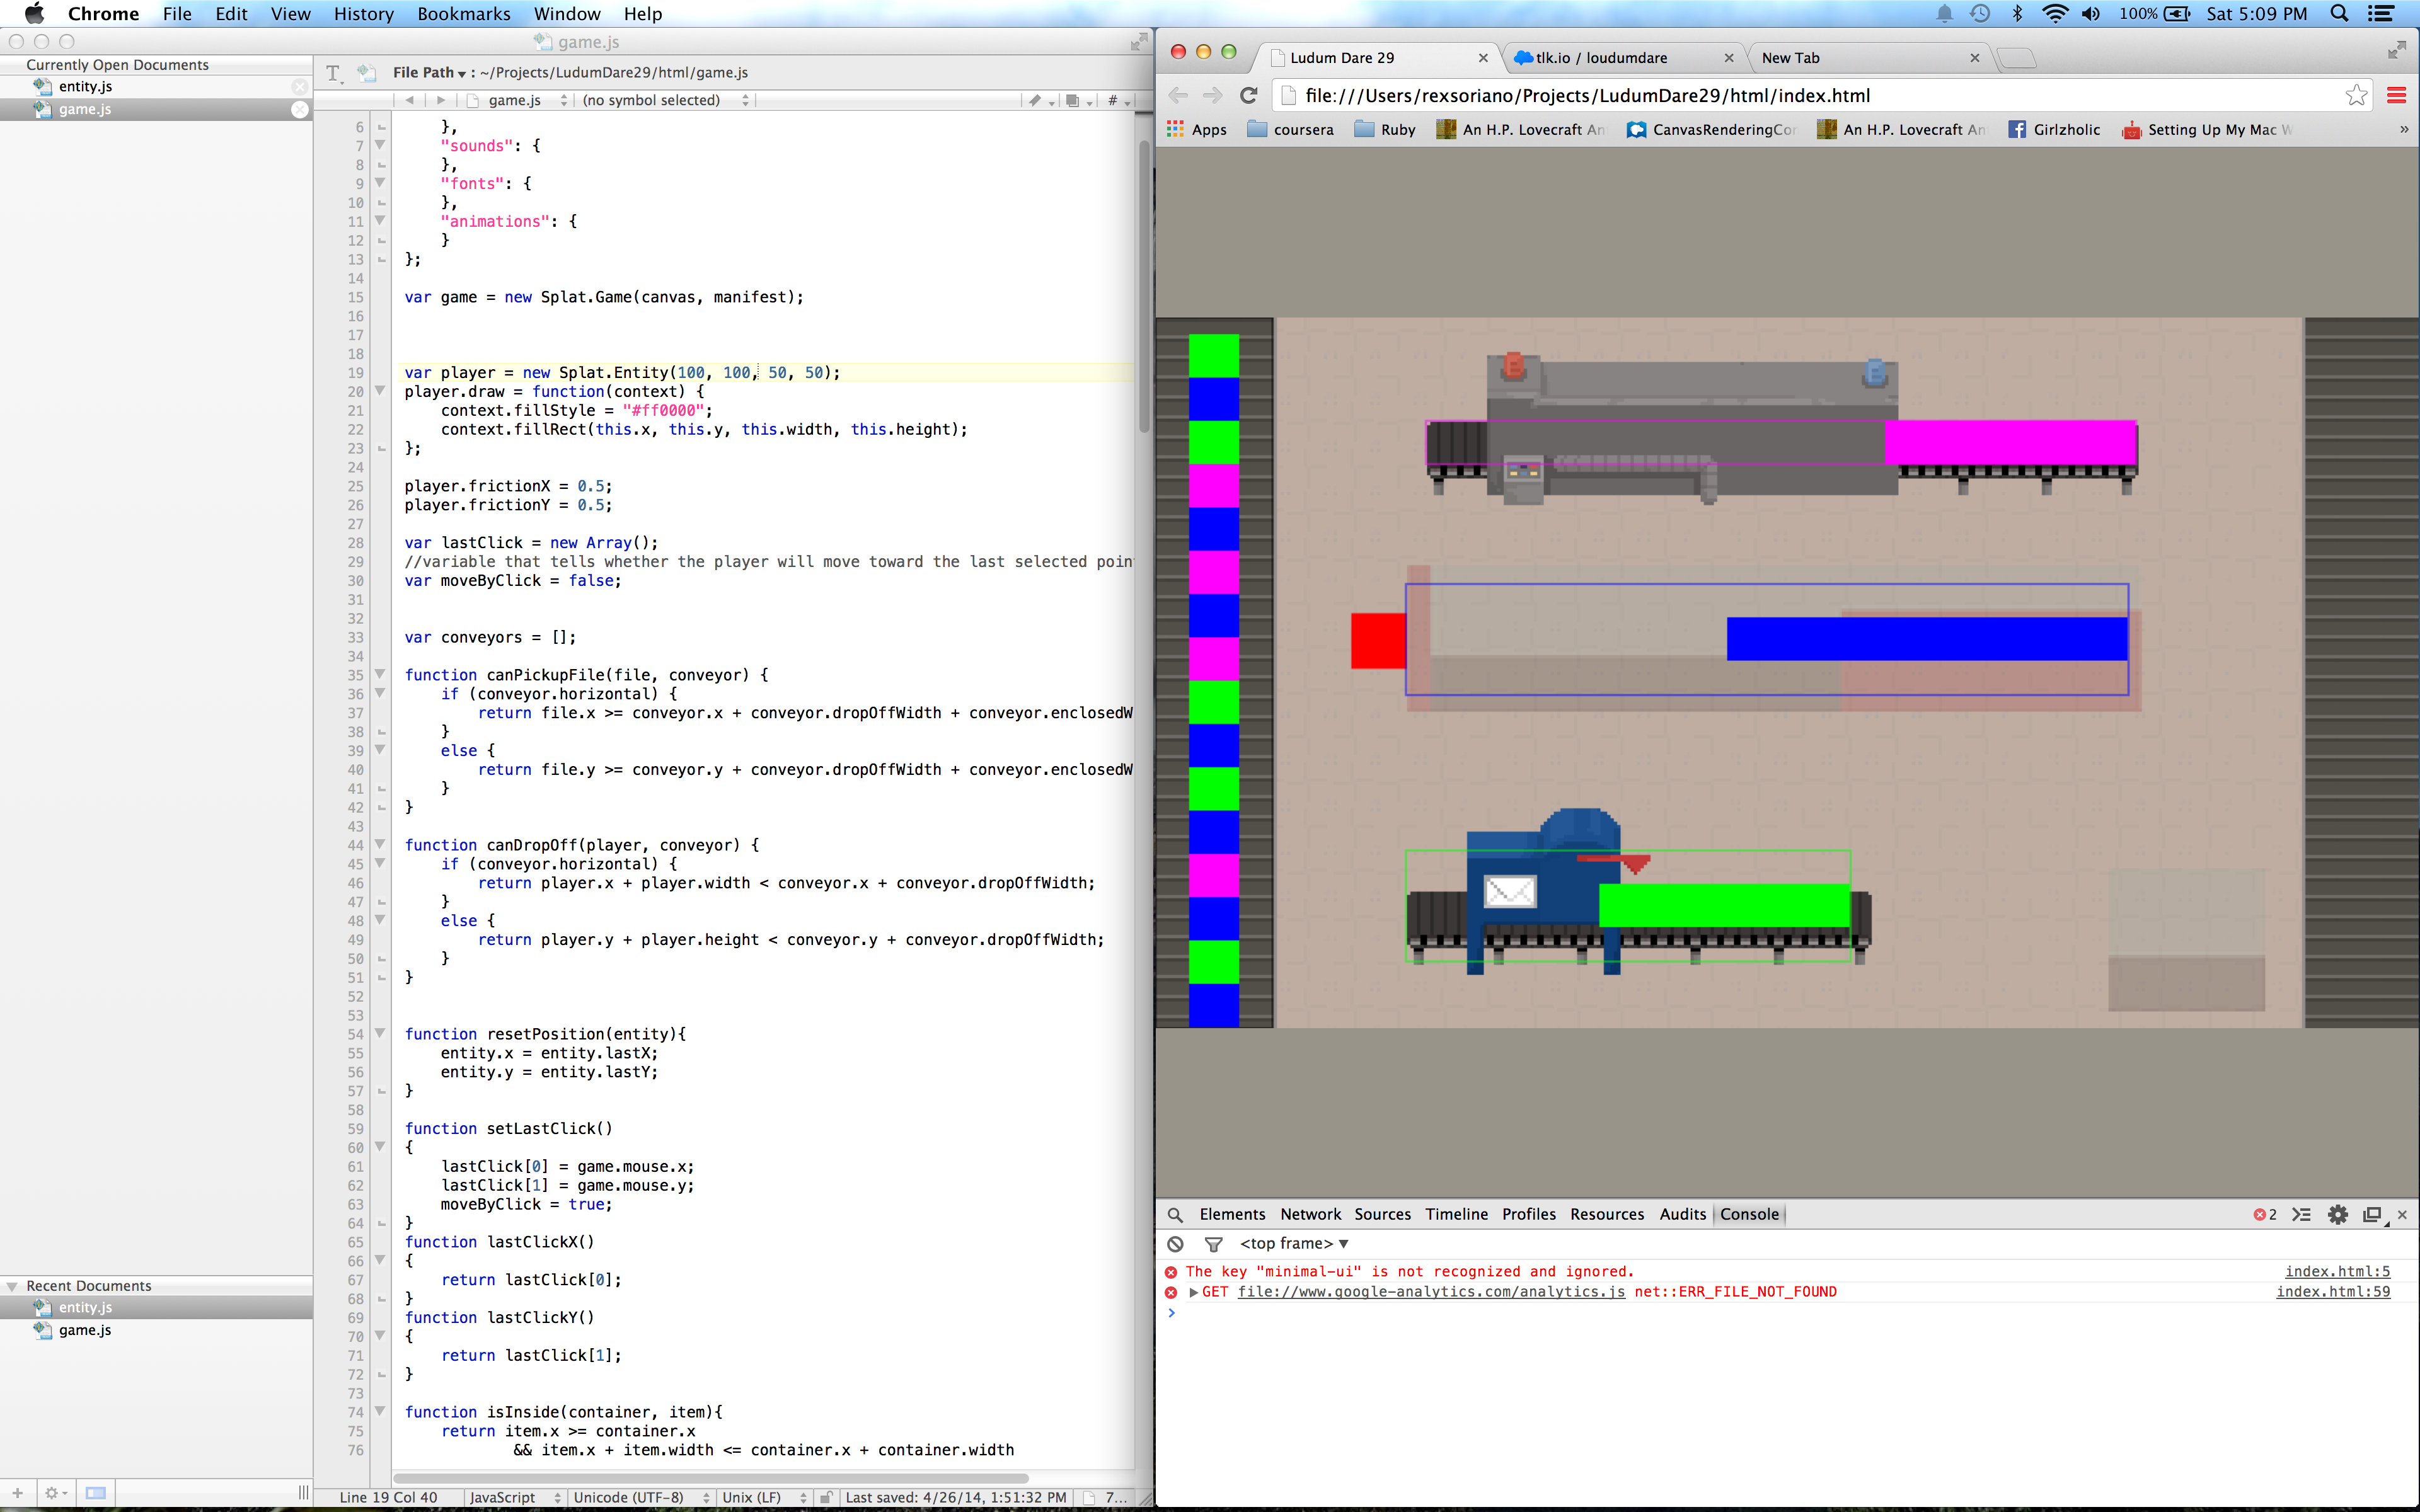 Chrome File Edit View History Bookmarks Window Help 100% Sat 5:09 PM
game.js
Currently Open Documents
entity.js
game.js
File Path : ~/Projects/LudumDare29/html/game.js
game.js (no symbol selected) #
6 },
7 "sounds": {
8 },
9 "fonts": {
10 },
11 "animations": {
12 }
13 };
14
15 var game = new Splat.Game(canvas, manifest);
16
17
18
19 var player = new Splat.Entity(100, 100, 50, 50);
20 player.draw = function(context) {
21 context.fillStyle = "#ff0000";
22 context.fillRect(this.x, this.y, this.width, this.height);
23 };
24
25 player.frictionX = 0.5;
26 player.frictionY = 0.5;
27
28 var lastClick = new Array();
29 //variable that tells whether the player will move toward the last selected poin
30 var moveByClick = false;
31
32
33 var conveyors = [];
34
35 function canPickupFile(file, conveyor) {
36 if (conveyor.horizontal) {
37 return file.x >= conveyor.x + conveyor.dropOffWidth + conveyor.enclosedW
38 }
39 else {
40 return file.y >= conveyor.y + conveyor.dropOffWidth + conveyor.enclosedW
41 }
42 }
43
44 function canDropOff(player, conveyor) {
45 if (conveyor.horizontal) {
46 return player.x + player.width < conveyor.x + conveyor.dropOffWidth;
47 }
48 else {
49 return player.y + player.height < conveyor.y + conveyor.dropOffWidth;
50 }
51 }
52
53
54 function resetPosition(entity){
55 entity.x = entity.lastX;
56 entity.y = entity.lastY;
57 }
58
59 function setLastClick()
60 {
61 lastClick[0] = game.mouse.x;
62 lastClick[1] = game.mouse.y;
63 moveByClick = true;
64 }
65 function lastClickX()
66 {
67 return lastClick[0];
68 }
69 function lastClickY()
70 {
71 return lastClick[1];
72 }
73
74 function isInside(container, item){
75 return item.x >= container.x
76 && item.x + item.width <= container.x + container.width
Recent Documents
entity.js
game.js
Line 19 Col 40 JavaScript Unicode (UTF-8) Unix (LF) Last saved: 4/26/14, 1:51:32 PM 7...
Ludum Dare 29 tlk.io / loudumdare New Tab
file:///Users/rexsoriano/Projects/LudumDare29/html/index.html
Apps coursera Ruby An H.P. Lovecraft An CanvasRenderingCon An H.P. Lovecraft An Girlzholic Setting Up My Mac W »
Elements Network Sources Timeline Profiles Resources Audits Console 2
<top frame> ▼
The key "minimal-ui" is not recognized and ignored. index.html:5
GET file://www.google-analytics.com/analytics.js net::ERR_FILE_NOT_FOUND index.html:59
>